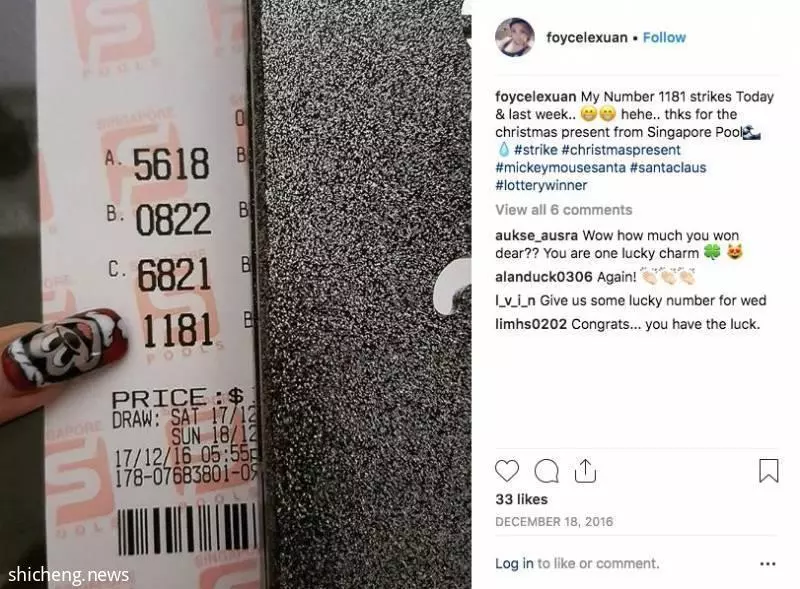 SINGAPORE
POOLS
A. 5618 B
B. 0822 B
C. 6821 B
1181 B
POOLS
PRICE:$
DRAW: SAT 17/12
SUN 18/12
17/12/16 05:55P
178-07683801-09
shicheng.news
foycelexuan • Follow
foycelexuan My Number 1181 strikes Today
& last week.. 😁😁 hehe.. thks for the
christmas present from Singapore Pool🌊
💧 #strike #christmaspresent
#mickeymousesanta #santaclaus
#lotterywinner
View all 6 comments
aukse_ausra Wow how much you won
dear?? You are one lucky charm 🍀 😻
alanduck0306 Again! 👏🏻👏🏻👏🏻
l_v_i_n Give us some lucky number for wed
limhs0202 Congrats... you have the luck.
33 likes
DECEMBER 18, 2016
Log in to like or comment.